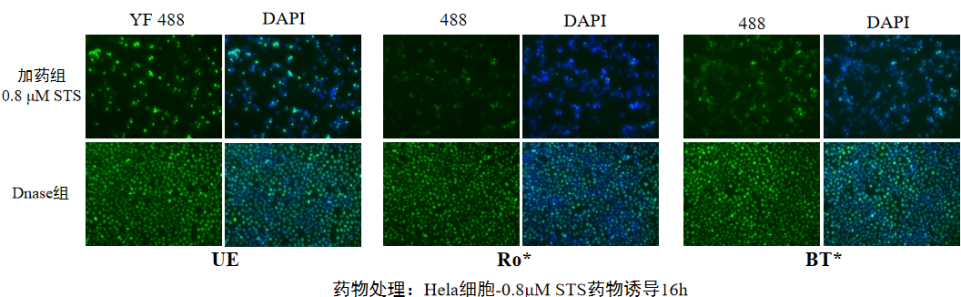 YF 488 DAPI 488 DAPI 488 DAPI
加药组
0.8 μM STS
Dnase组
UE Ro* BT*
药物处理：Hela细胞-0.8μM STS药物诱导16h